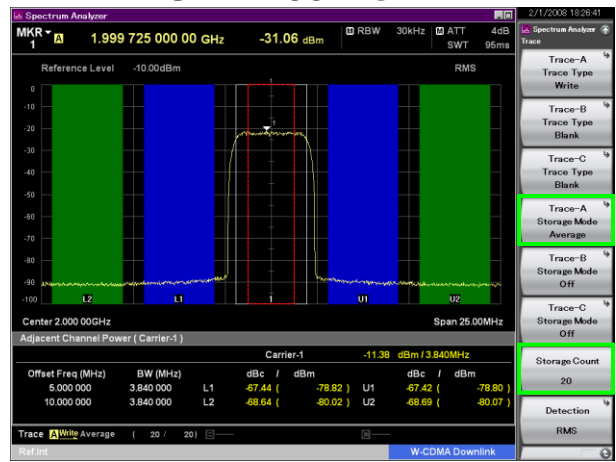 Spectrum Analyzer
2/1/2008 18:26:41
MKR
1
A
1.999 725 000 00 GHz
-31.06 dBm
M RBW 30kHz
M ATT 4dB
SWT 95ms
Spectrum Analyzer
Trace
Reference Level -10.00dBm
RMS
0
-10
-20
-30
-40
-50
-60
-70
-80
-90
-100
1
1
L2
L1
1
U1
U2
Center 2.000 00GHz
Span 25.00MHz
Adjacent Channel Power ( Carrier-1 )
Carrier-1 -11.38 dBm / 3.840MHz
Offset Freq (MHz) BW (MHz) dBc / dBm dBc / dBm
5.000 000 3.840 000 L1 -67.44 ( -78.82 ) U1 -67.42 ( -78.80 )
10.000 000 3.840 000 L2 -68.64 ( -80.02 ) U2 -68.69 ( -80.07 )
Trace A Write Average ( 20 / 20)
Ref.Int
W-CDMA Downlink
Trace-A
Trace Type
Write
Trace-B
Trace Type
Blank
Trace-C
Trace Type
Blank
Trace-A
Storage Mode
Average
Trace-B
Storage Mode
Off
Trace-C
Storage Mode
Off
Storage Count
20
Detection
RMS